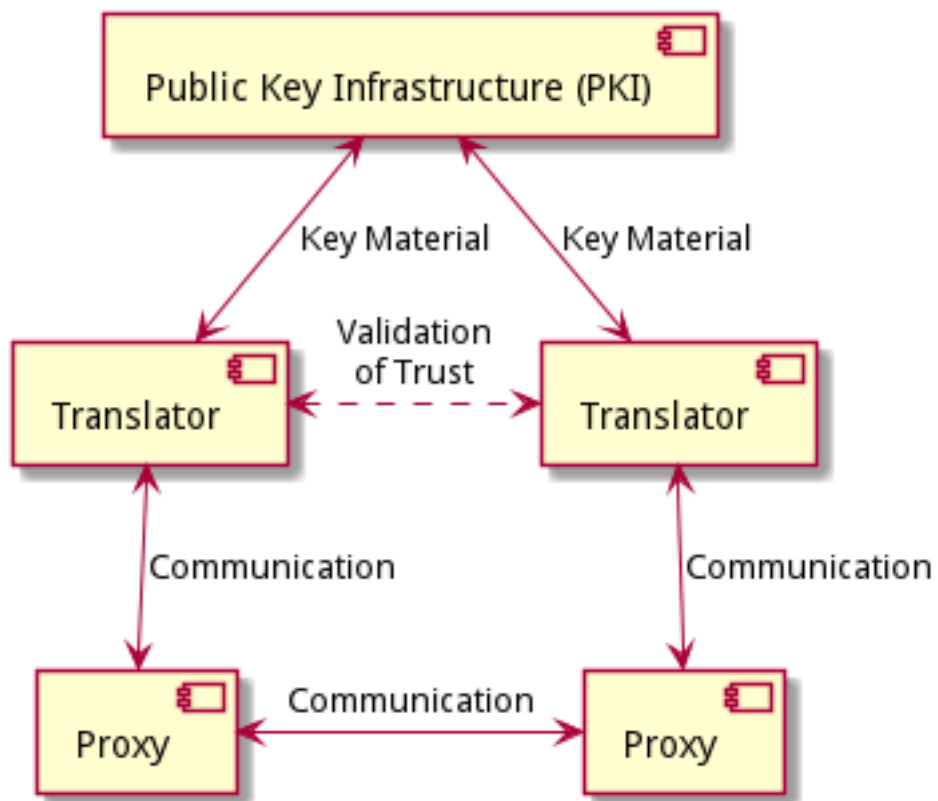 Public Key Infrastructure (PKI)
Key Material
Key Material
Validation
of Trust
Translator
Translator
Communication
Communication
Communication
Proxy
Proxy